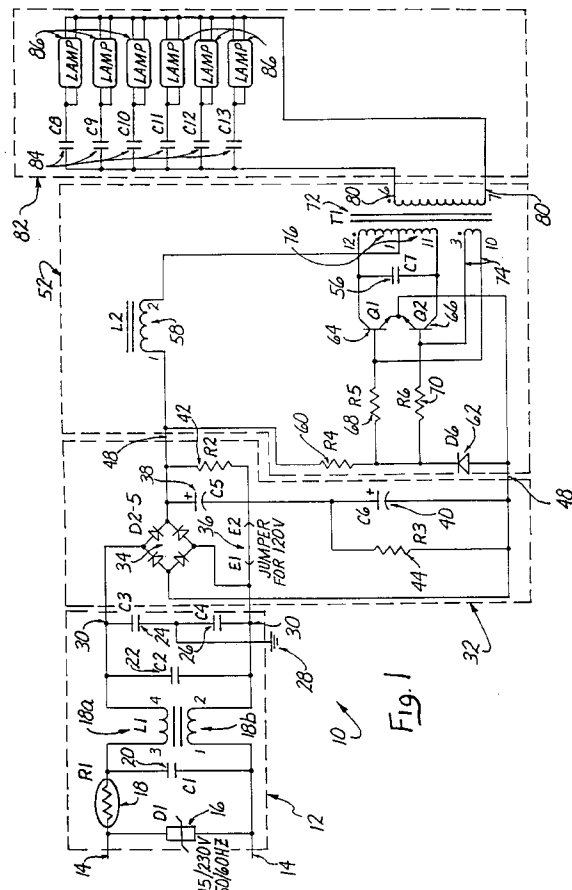 82
84
C8
C9
C10
C11
C12
C13
LAMP
LAMP
LAMP
LAMP
LAMP
LAMP
86
86
52
L2
1
2
58
48
R4
60
R5
68
R6
70
D6
62
64
Q1
Q2
66
56
C7
76
12
1
11
3
10
74
72
T1
80
6
7
80
48
D2-5
34
38
C5
+
42
R2
36
E1
E2
JUMPER
FOR 120V
C6
+
40
R3
44
32
30
C3
24
C4
26
30
28
22
C2
18a
L1
3
4
1
2
18b
20
C1
R1
18
D1
16
14
14
15/230V
50/60HZ
12
10
Fig. 1